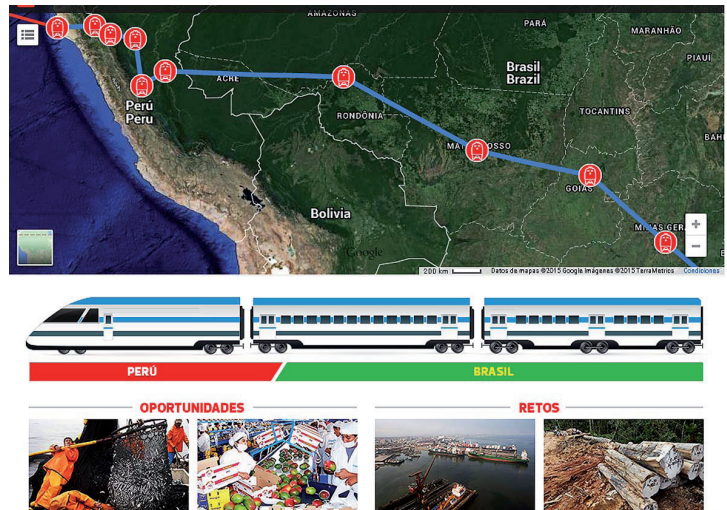 AMAZONAS
PARÁ
MARANHÃO
PIAUÍ
Brasil
Brazil
ACRE
Perú
Peru
RONDÔNIA
TOCANTINS
BAH
GOIÁS
Bolivia
Google
200 km
Datos de mapas ©2015 Google Imágenes ©2015 TerraMetrics
Condiciones
PERÚ
BRASIL
OPORTUNIDADES
RETOS